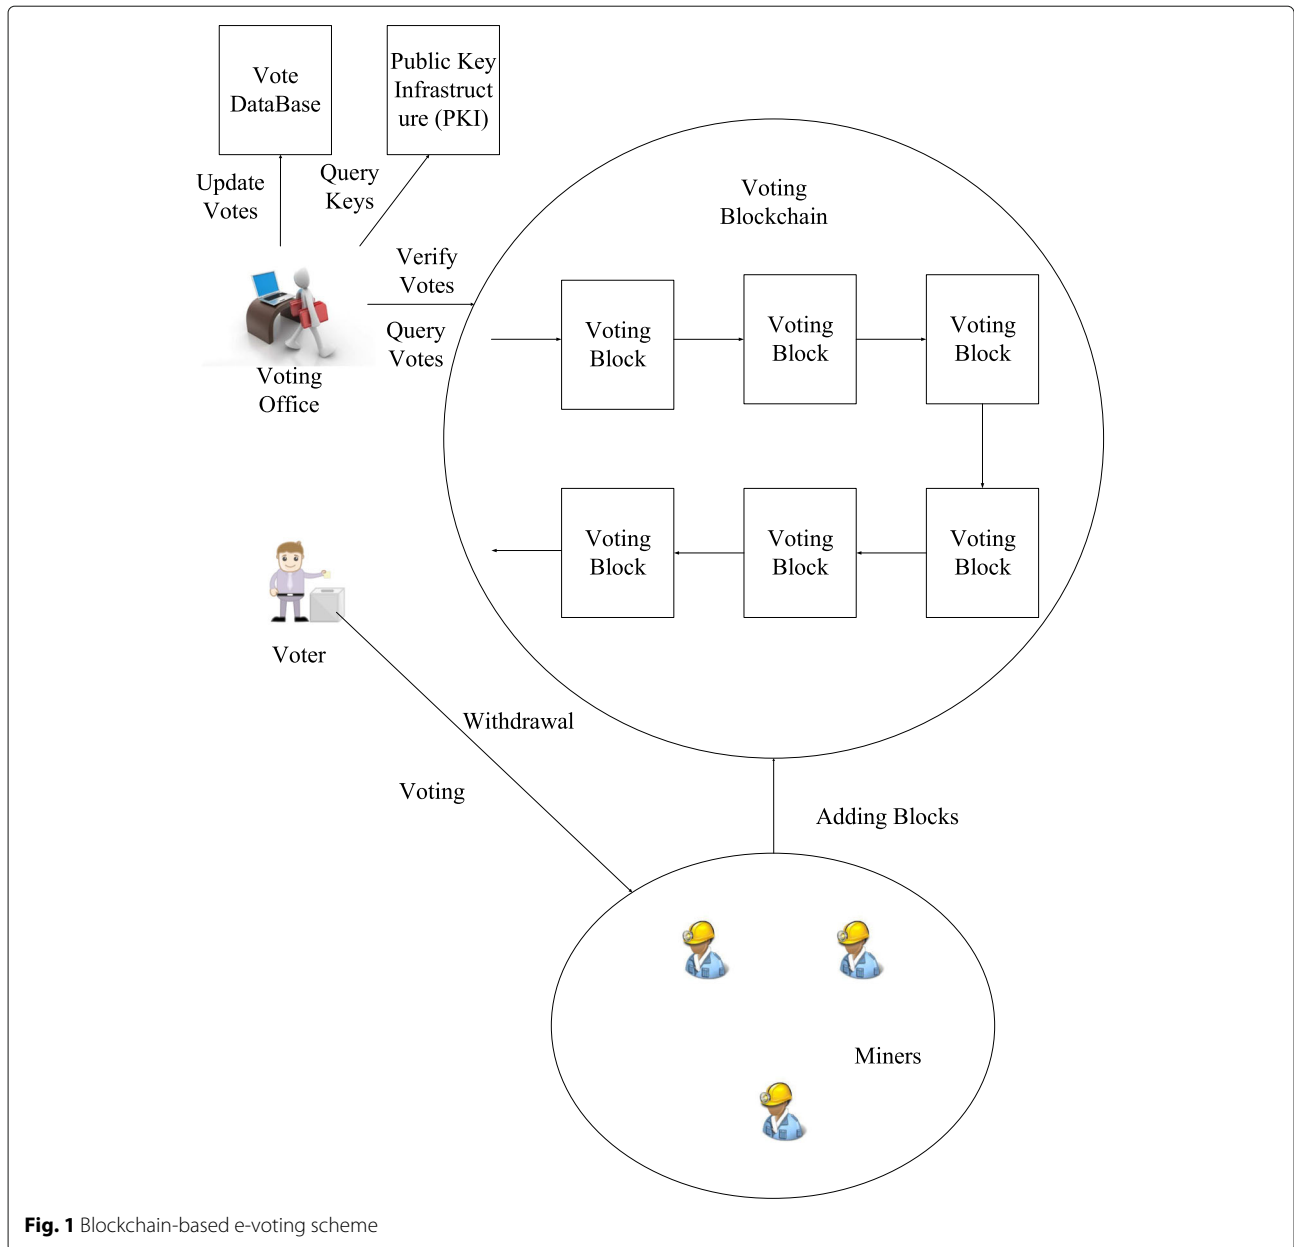 Vote
DataBase
Public Key
Infrastruct
ure (PKI)
Update
Votes
Query
Keys
Voting
Blockchain
Verify
Votes
Query
Votes
Voting
Office
Voting
Block
Voting
Block
Voting
Block
Voting
Block
Voting
Block
Voting
Block
Voter
Withdrawal
Voting
Adding Blocks
Miners
Fig. 1 Blockchain-based e-voting scheme